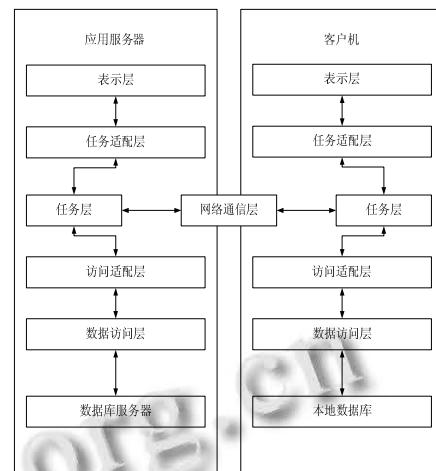 应用服务器
表示层
任务适配层
任务层
访问适配层
数据访问层
数据库服务器
网络通信层
客户机
表示层
任务适配层
任务层
访问适配层
数据访问层
本地数据库
org.cn